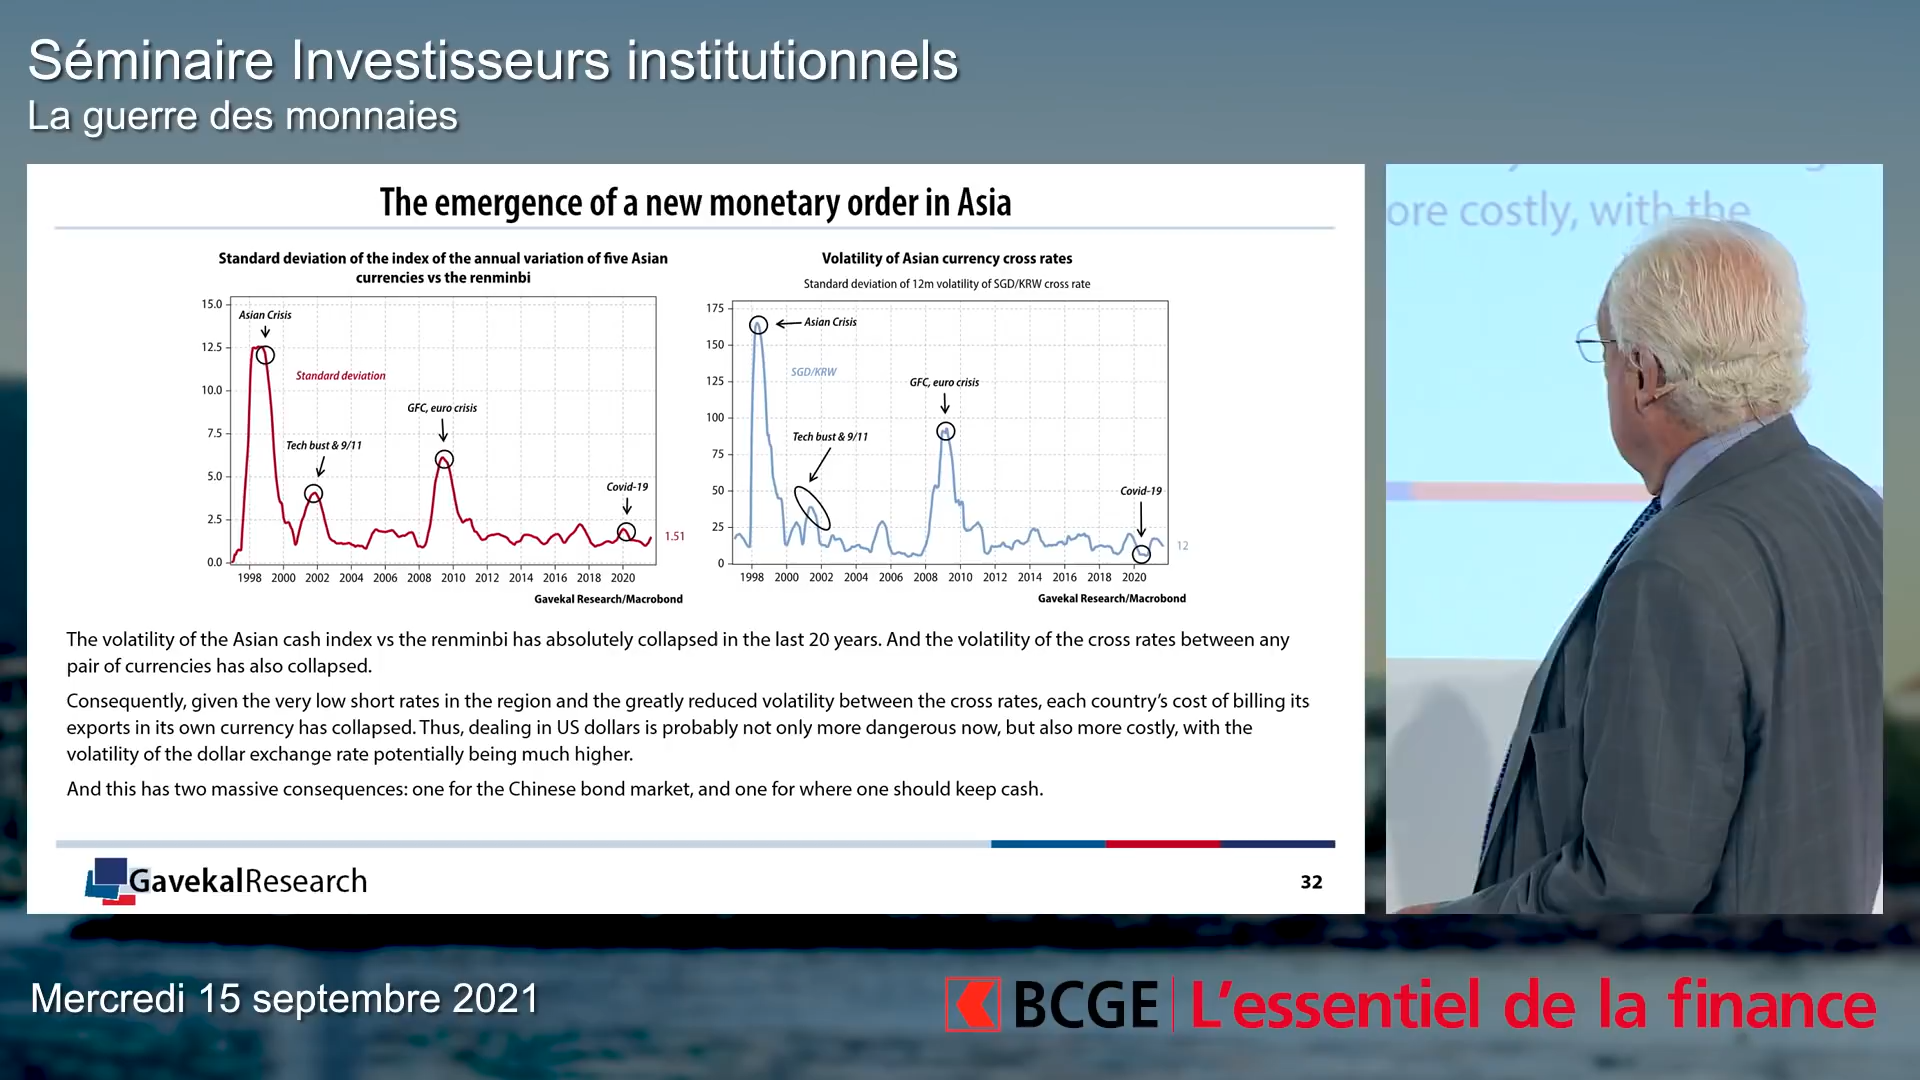 Séminaire Investisseurs institutionnels
La guerre des monnaies
The emergence of a new monetary order in Asia
Standard deviation of the index of the annual variation of five Asian
currencies vs the renminbi
15.0
12.5
10.0
7.5
5.0
2.5
0.0
Asian Crisis
Standard deviation
GFC, euro crisis
Tech bust & 9/11
Covid-19
1.51
1998 2000 2002 2004 2006 2008 2010 2012 2014 2016 2018 2020
Gavekal Research/Macrobond
Volatility of Asian currency cross rates
Standard deviation of 12m volatility of SGD/KRW cross rate
175
150
125
100
75
50
25
0
Asian Crisis
SGD/KRW
GFC, euro crisis
Tech bust & 9/11
Covid-19
12
1998 2000 2002 2004 2006 2008 2010 2012 2014 2016 2018 2020
Gavekal Research/Macrobond
The volatility of the Asian cash index vs the renminbi has absolutely collapsed in the last 20 years. And the volatility of the cross rates between any
pair of currencies has also collapsed.
Consequently, given the very low short rates in the region and the greatly reduced volatility between the cross rates, each country's cost of billing its
exports in its own currency has collapsed. Thus, dealing in US dollars is probably not only more dangerous now, but also more costly, with the
volatility of the dollar exchange rate potentially being much higher.
And this has two massive consequences: one for the Chinese bond market, and one for where one should keep cash.
GavekalResearch
32
ore costly, with the
Mercredi 15 septembre 2021
BCGE L'essentiel de la finance